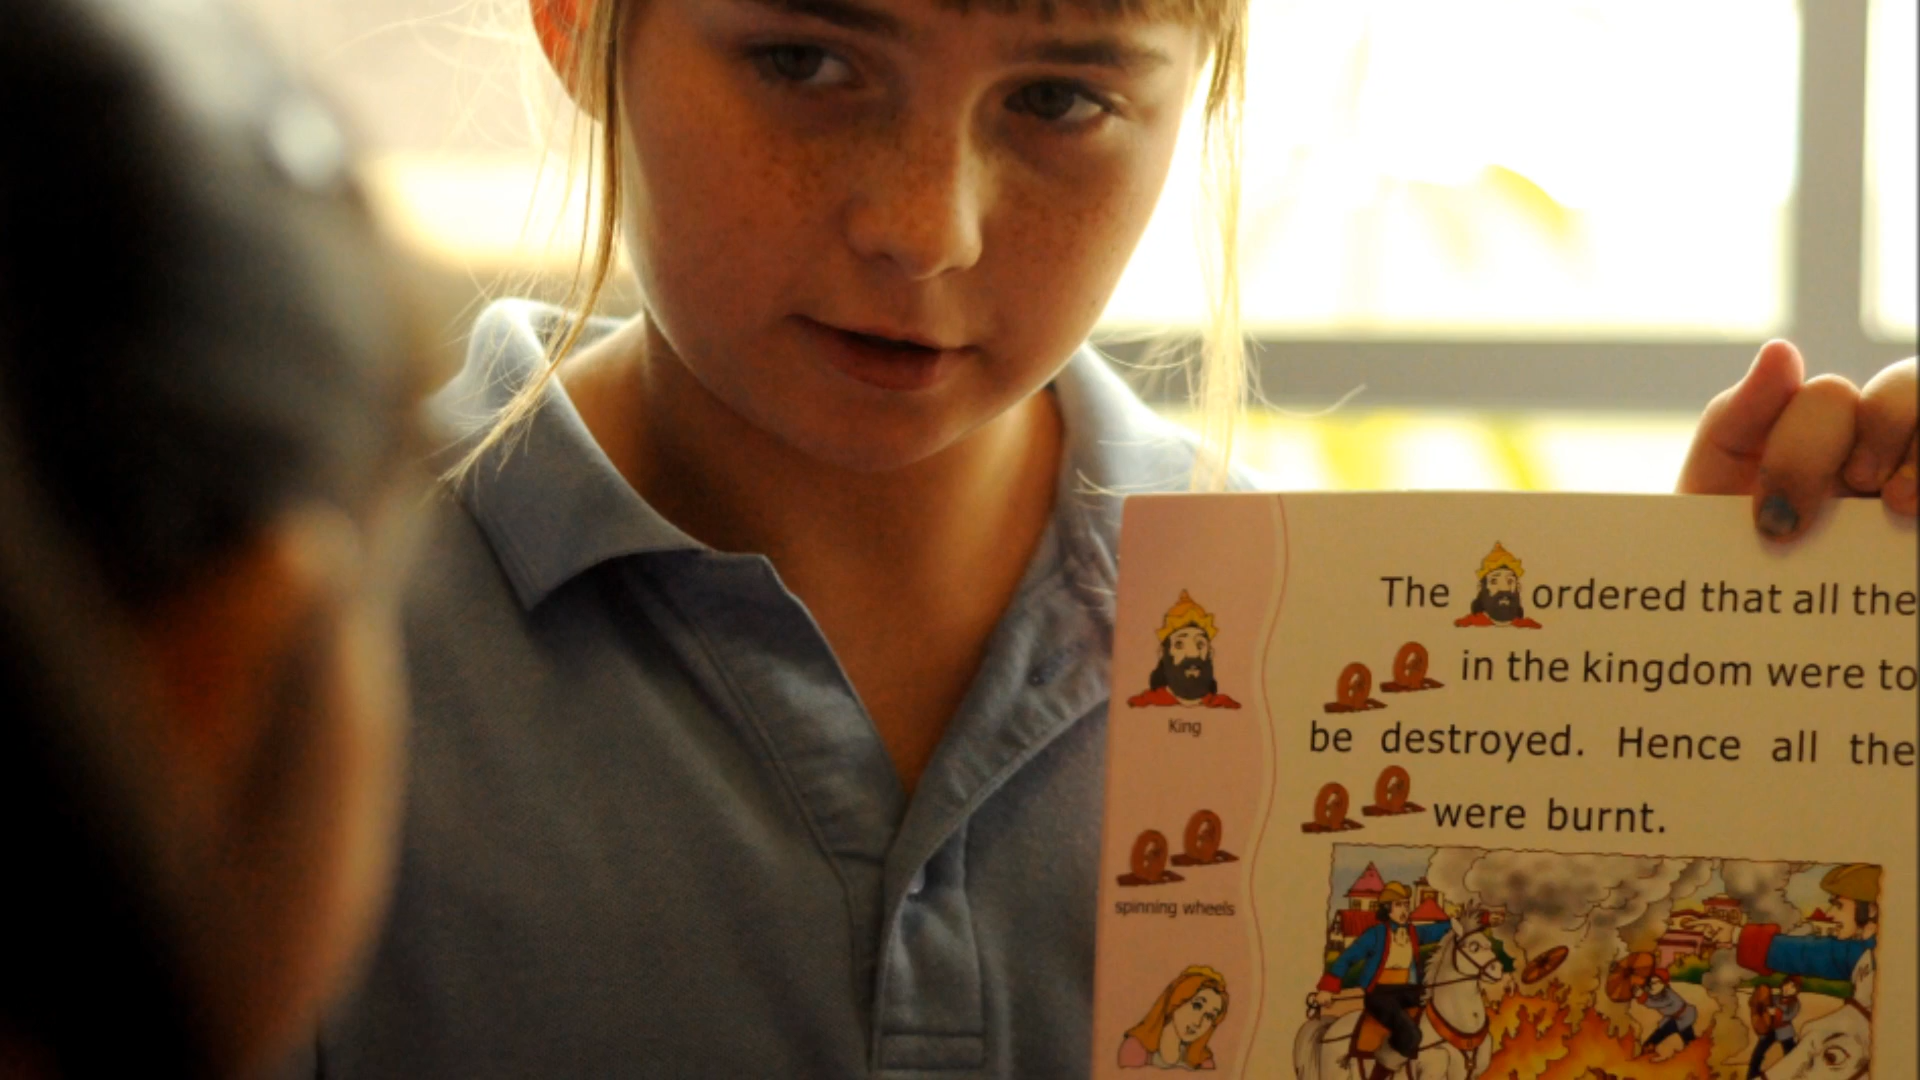 The ordered that all the
in the kingdom were to
be destroyed. Hence all the
were burnt.
King
spinning wheels